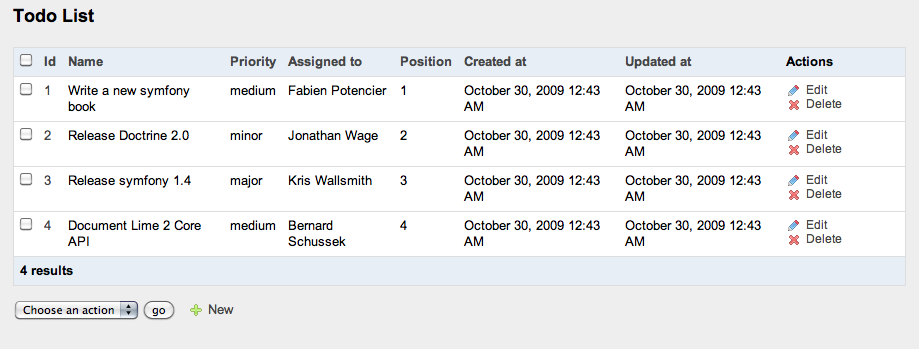 Todo List
Id Name Priority Assigned to Position Created at Updated at Actions
1 Write a new symfony medium Fabien Potencier 1 October 30, 2009 12:43 October 30, 2009 12:43 Edit
book AM AM Delete
2 Release Doctrine 2.0 minor Jonathan Wage 2 October 30, 2009 12:43 October 30, 2009 12:43 Edit
AM AM Delete
3 Release symfony 1.4 major Kris Wallsmith 3 October 30, 2009 12:43 October 30, 2009 12:43 Edit
AM AM Delete
4 Document Lime 2 Core medium Bernard 4 October 30, 2009 12:43 October 30, 2009 12:43 Edit
API Schussek AM AM Delete
4 results
Choose an action go New